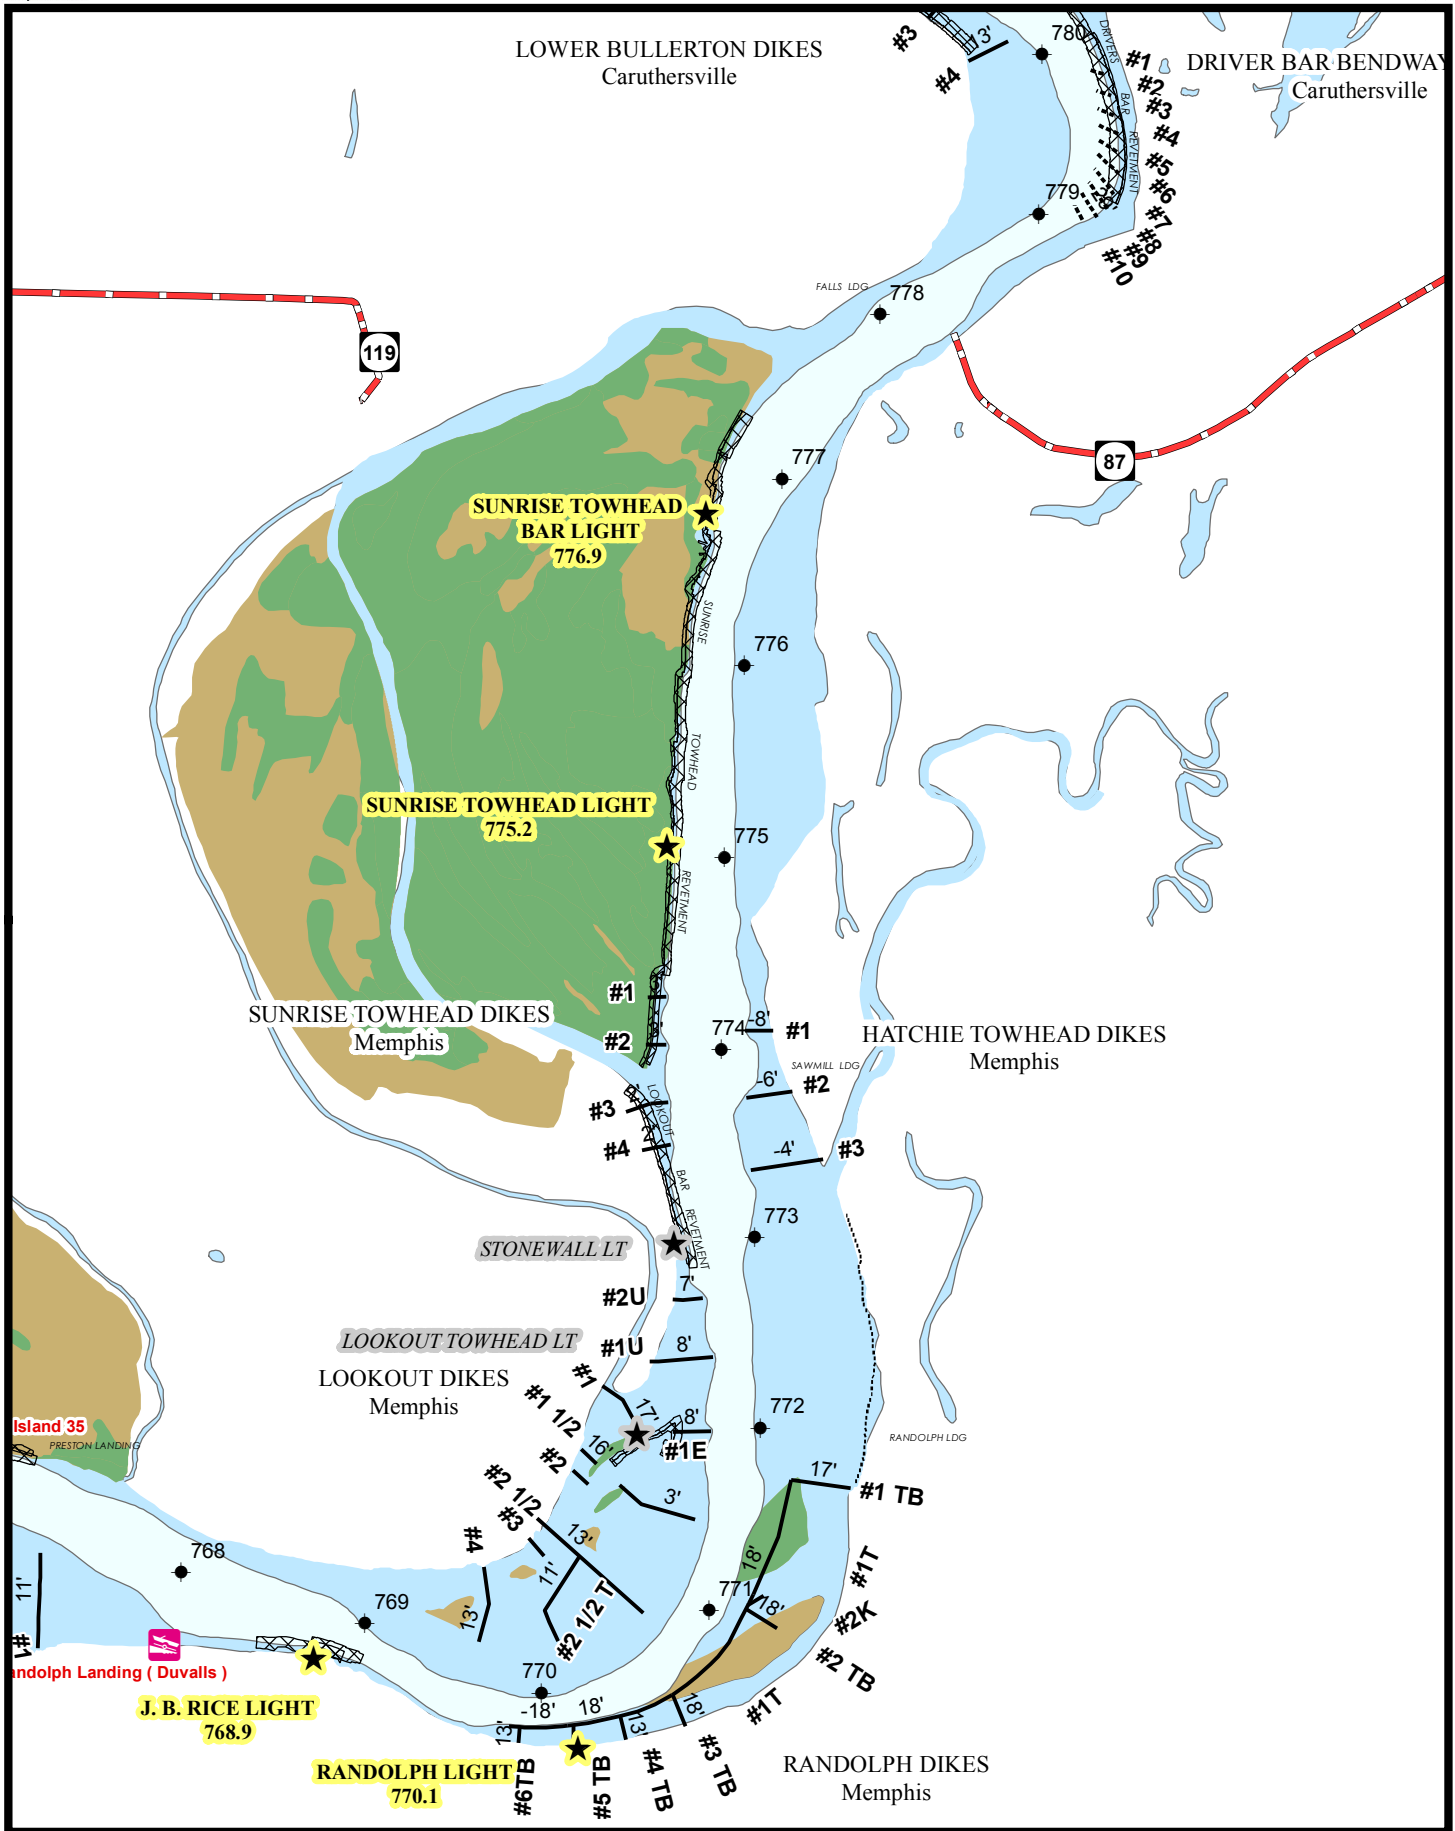 LOWER BULLERTON DIKES
Caruthersville
#3
3'
#4
780
DRIVERS
BAR
REVETMENT
#1
#2
#3
#4
#5
#6
#7
#8
#9
#10
DRIVER BAR BENDWAY
Caruthersville
779
FALLS LDG
778
119
87
777
SUNRISE TOWHEAD
BAR LIGHT
776.9
SUNRISE
776
TOWHEAD
SUNRISE TOWHEAD LIGHT
775.2
775
REVETMENT
#1
3'
SUNRISE TOWHEAD DIKES
Memphis
#2
774
-8'
#1
HATCHIE TOWHEAD DIKES
Memphis
SAWMILL LDG
-6'
#2
#3
LOOKOUT
#4
-4'
#3
BAR
773
REVETMENT
STONEWALL LT
7'
#2U
LOOKOUT TOWHEAD LT
#1U
8'
LOOKOUT DIKES
Memphis
#1
17'
#1 1/2
16'
8'
#1E
772
RANDOLPH LDG
Island 35
PRESTON LANDING
#2
#2 1/2
3'
17'
#1 TB
#3
13'
#4
11'
13'
#2 1/2 T
768
769
11'
#1
771
18'
18'
#1T
#2K
#2 TB
#1T
andolph Landing ( Duvalls )
J. B. RICE LIGHT
768.9
770
-18'
18'
13'
13'
18'
RANDOLPH LIGHT
770.1
#6TB
#5 TB
#4 TB
#3 TB
RANDOLPH DIKES
Memphis